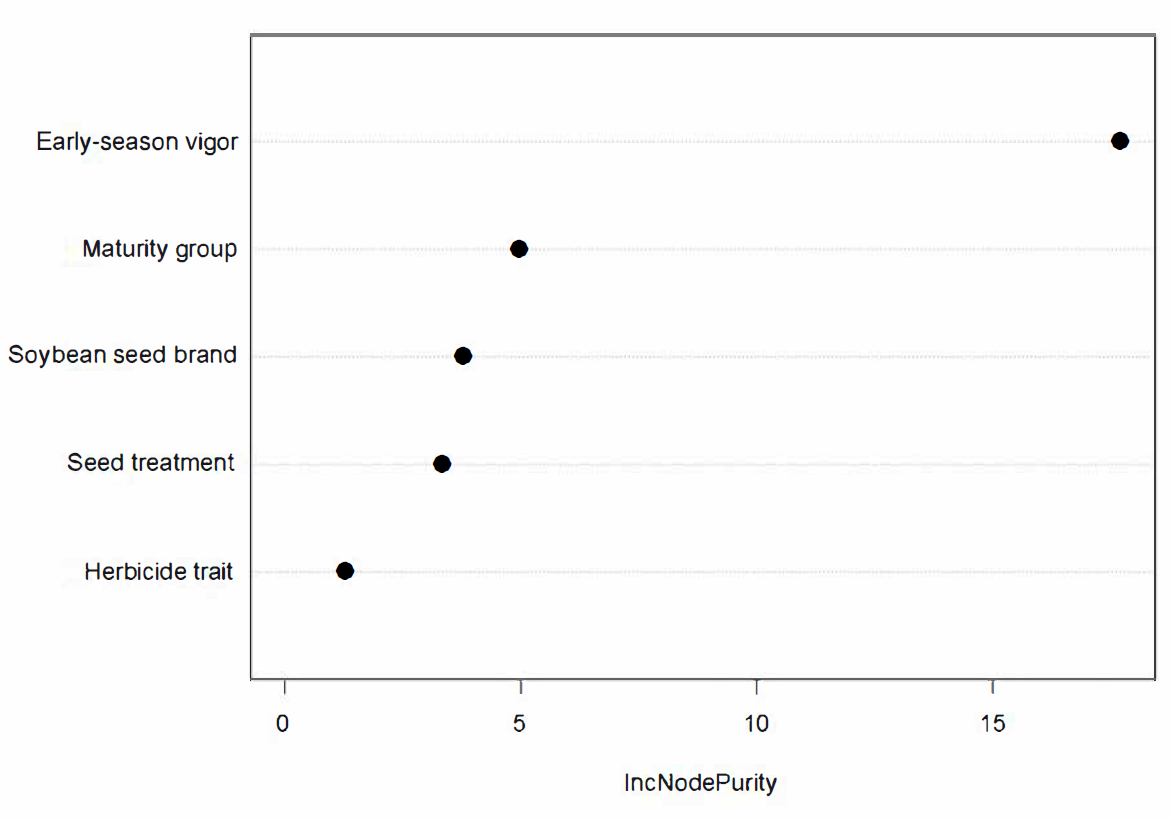 Early-season vigor
Maturity group
Soybean seed brand
Seed treatment
Herbicide trait
0 5 10 15
IncNodePurity